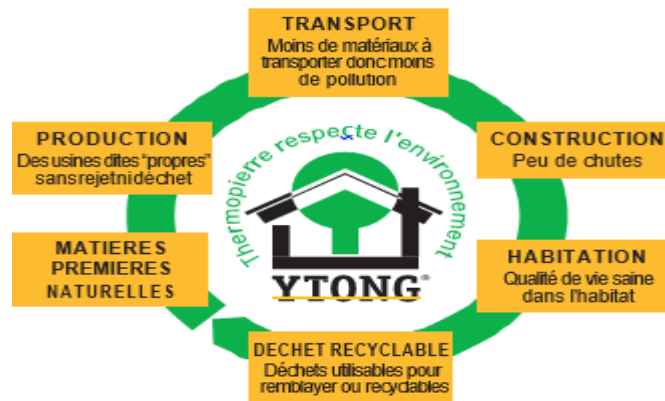 TRANSPORT
Moins de matériaux à
transporter donc moins
de pollution
PRODUCTION
Des usines dites "propres"
sans rejet ni déchet
CONSTRUCTION
Peu de chutes
Thermopierre respecte l'environnement
MATIERES
PREMIERES
NATURELLES
YTONG®
HABITATION
Qualité de vie saine
dans l'habitat
DECHET RECYCLABLE
Déchets utilisables pour
remblayer ou recyclables